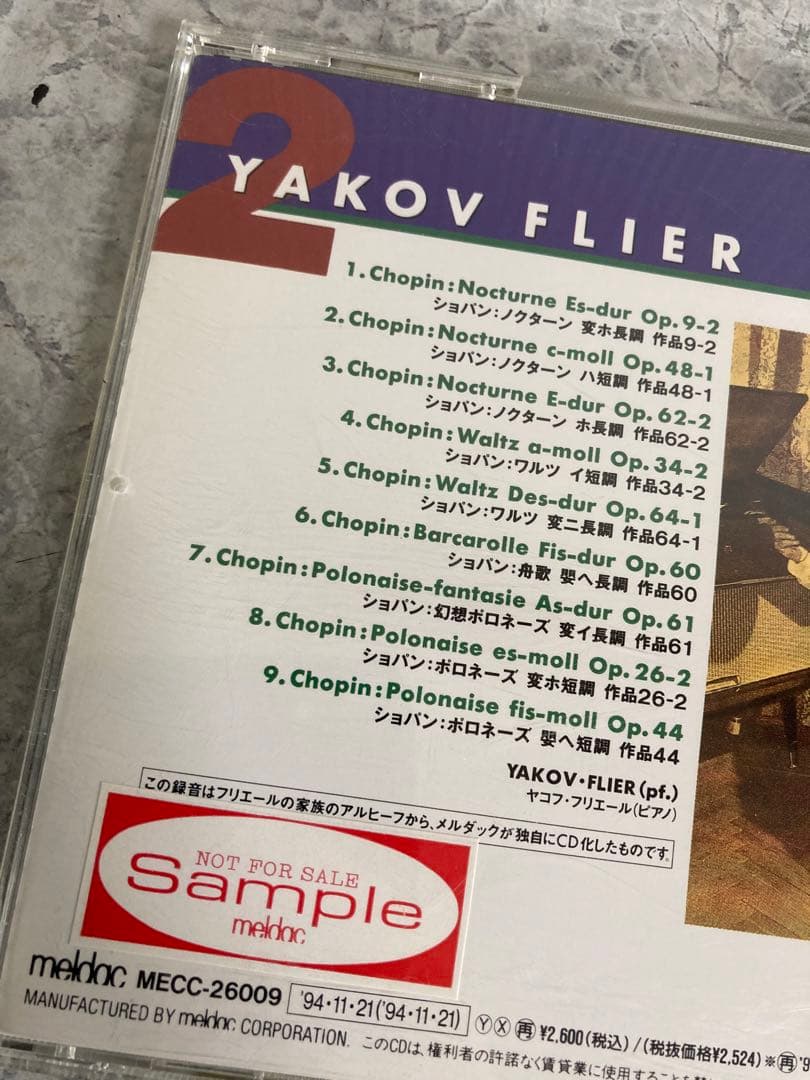 2
YAKOV FLIER
1.Chopin:Nocturne Es-dur Op.9-2
ショパン:ノクターン 変ホ長調 作品9-2
2.Chopin:Nocturne c-moll Op.48-1
ショパン:ノクターン ハ短調 作品48-1
3.Chopin:Nocturne E-dur Op.62-2
ショパン:ノクターン ホ長調 作品62-2
4.Chopin:Waltz a-moll Op.34-2
ショパン:ワルツ イ短調 作品34-2
5.Chopin:Waltz Des-dur Op.64-1
ショパン:ワルツ 変ニ長調 作品64-1
6.Chopin:Barcarolle Fis-dur Op.60
ショパン:舟歌 嬰ヘ長調 作品60
7.Chopin:Polonaise-fantasie As-dur Op.61
ショパン:幻想ポロネーズ 変イ長調 作品61
8.Chopin:Polonaise es-moll Op.26-2
ショパン:ポロネーズ 変ホ短調 作品26-2
9.Chopin:Polonaise fis-moll Op.44
ショパン:ポロネーズ 嬰ヘ短調 作品44
YAKOV・FLIER(pf.)
ヤコフ・フリエール(ピアノ)
この録音はフリエールの家族のアルヒーフから、メルダックが独自にCD化したものです。
NOT FOR SALE
Sample
meldac
meldac MECC-26009 '94・11・21('94・11・21) Ⓨ Ⓧ ㊢ ¥2,600(税込)/(税抜価格¥2,524)
MANUFACTURED BY meldac CORPORATION. このCDは、権利者の許諾なく賃貸業に使用すること